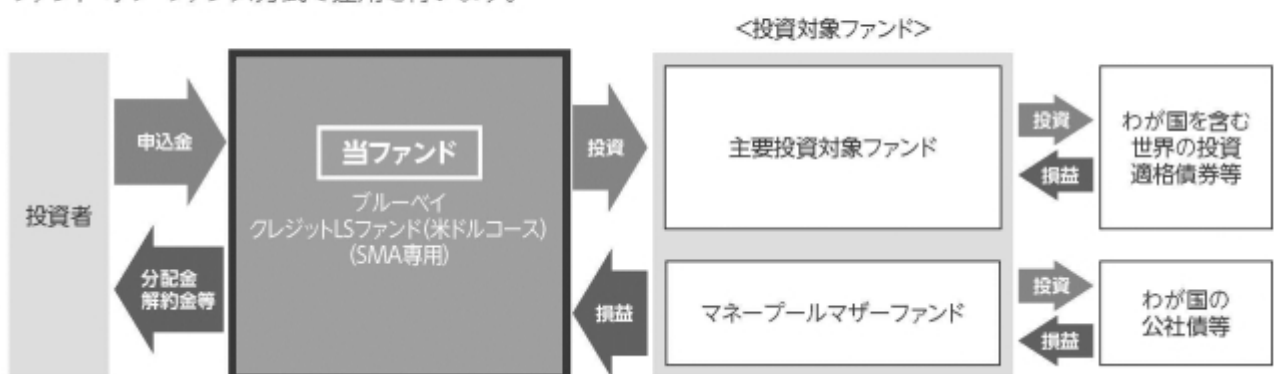 ＜投資対象ファンド＞
投資者
申込金
分配金
解約金等
当ファンド
ブルーベイ
クレジットLSファンド(米ドルコース)
(SMA専用)
投資
損益
主要投資対象ファンド
マネープールマザーファンド
投資
損益
わが国を含む
世界の投資
適格債券等
投資
損益
わが国の
公社債等